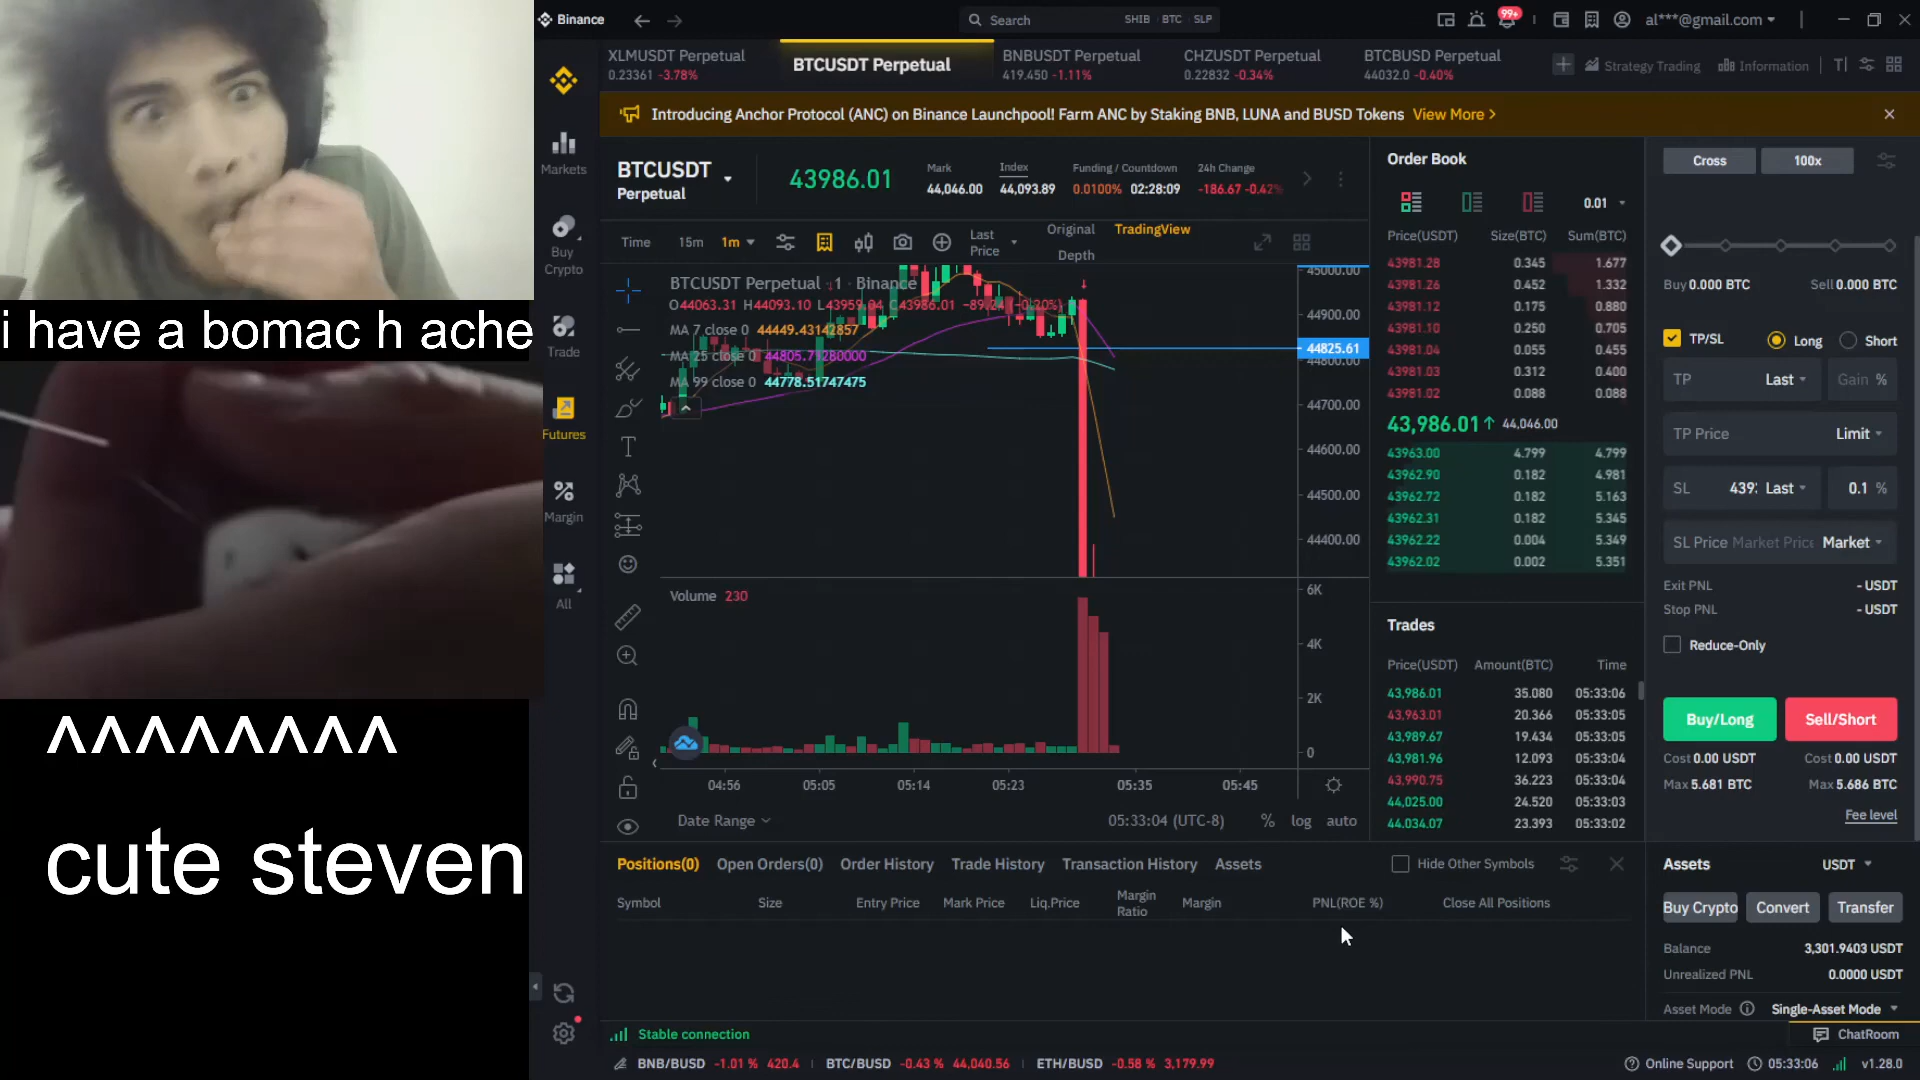 i have a bomac h ache
^^^^^^^^^
cute steven
Binance
Search SHIB BTC SLP
99+
al***@gmail.com
XLMUSDT Perpetual
0.23361 -3.78%
BTCUSDT Perpetual
BNBUSDT Perpetual
419.450 -1.11%
CHZUSDT Perpetual
0.22832 -0.34%
BTCBUSD Perpetual
44032.0 -0.40%
Strategy Trading
Information
Introducing Anchor Protocol (ANC) on Binance Launchpool! Farm ANC by Staking BNB, LUNA and BUSD Tokens View More >
Markets
Buy
Crypto
Trade
Futures
Margin
All
BTCUSDT
Perpetual
43986.01
Mark
44,046.00
Index
44,093.89
Funding / Countdown
0.0100% 02:28:09
24h Change
-186.67 -0.42%
Time 15m 1m
Last
Price
Original
TradingView
Depth
BTCUSDT Perpetual 1 · Binance
O44063.31 H44093.10 L43959.04 C43986.01 -89.24 (-0.20%)
MA 7 close 0 44449.43142857
MA 25 close 0 44805.71280000
MA 99 close 0 44778.51747475
45000.00
44900.00
44825.61
44800.00
44700.00
44600.00
44500.00
44400.00
Volume 230
6K
4K
2K
0
04:56 05:05 05:14 05:23 05:35 05:45
Date Range
05:33:04 (UTC-8) % log auto
Order Book
0.01
Price(USDT) Size(BTC) Sum(BTC)
43981.28 0.345 1.677
43981.26 0.452 1.332
43981.12 0.175 0.880
43981.10 0.250 0.705
43981.04 0.055 0.455
43981.03 0.312 0.400
43981.02 0.088 0.088
43,986.01↑ 44,046.00
43963.00 4.799 4.799
43962.90 0.182 4.981
43962.72 0.182 5.163
43962.31 0.182 5.345
43962.22 0.004 5.349
43962.02 0.002 5.351
Trades
Price(USDT) Amount(BTC) Time
43,986.01 35.080 05:33:06
43,963.01 20.366 05:33:05
43,989.67 19.434 05:33:05
43,981.96 12.093 05:33:04
43,990.75 36.223 05:33:04
44,025.00 24.520 05:33:03
44,034.07 23.393 05:33:02
Cross 100x
Buy 0.000 BTC Sell 0.000 BTC
TP/SL Long Short
TP Last Gain %
TP Price Limit
SL Last 0.1 %
SL Price Market Price Market
Exit PNL - USDT
Stop PNL - USDT
Reduce-Only
Buy/Long Sell/Short
Cost 0.00 USDT Cost 0.00 USDT
Max 5.681 BTC Max 5.686 BTC
Fee level
Positions(0) Open Orders(0) Order History Trade History Transaction History Assets Hide Other Symbols
Symbol Size Entry Price Mark Price Liq.Price Margin Ratio Margin PNL(ROE %) Close All Positions
Assets USDT
Buy Crypto Convert Transfer
Balance 3,301.9403 USDT
Unrealized PNL 0.0000 USDT
Asset Mode Single-Asset Mode
ChatRoom
Stable connection
BNB/BUSD -1.01 % 420.4 BTC/BUSD -0.43 % 44,040.56 ETH/BUSD -0.58 % 3,179.99
Online Support 05:33:06 v1.28.0